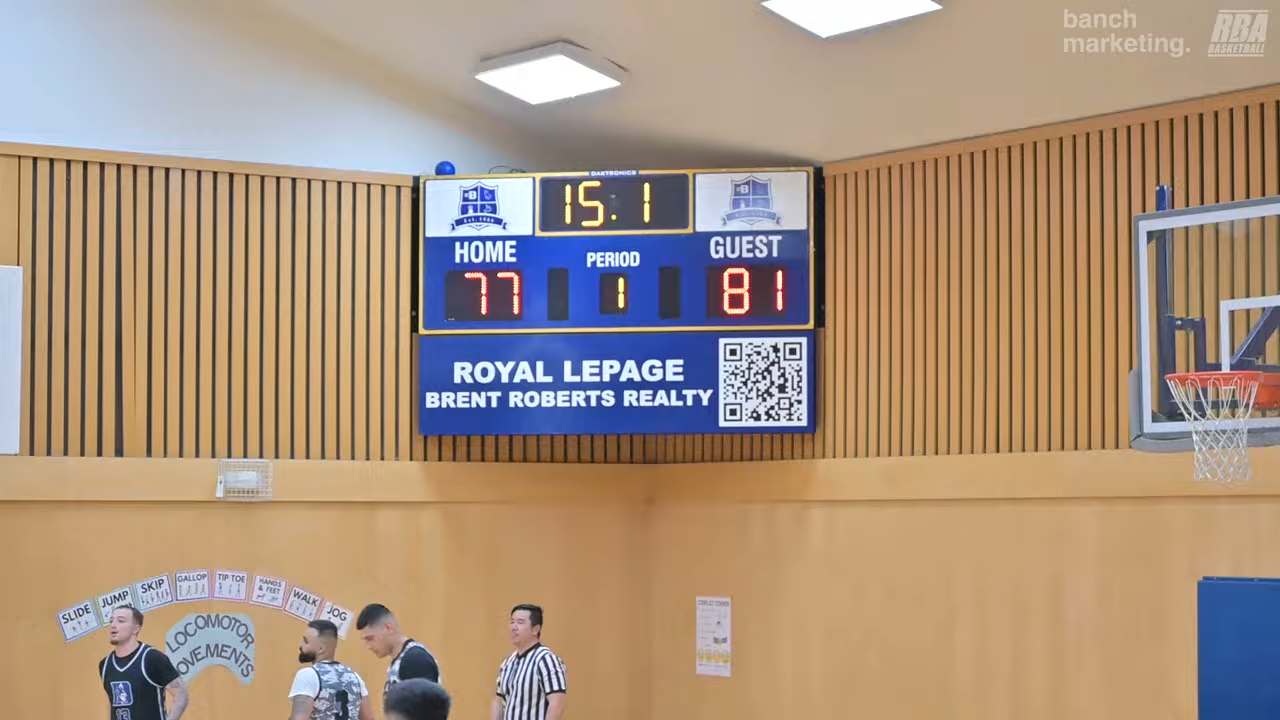 banch
marketing.
RBA
BASKETBALL
DAKTRONICS
15.1
HOME
PERIOD
GUEST
77
1
81
ROYAL LEPAGE
BRENT ROBERTS REALTY
SLIDE
JUMP
SKIP
GALLOP
TIP TOE
HANDS
& FEET
WALK
JOG
LOCOMOTOR
MOVEMENTS
13